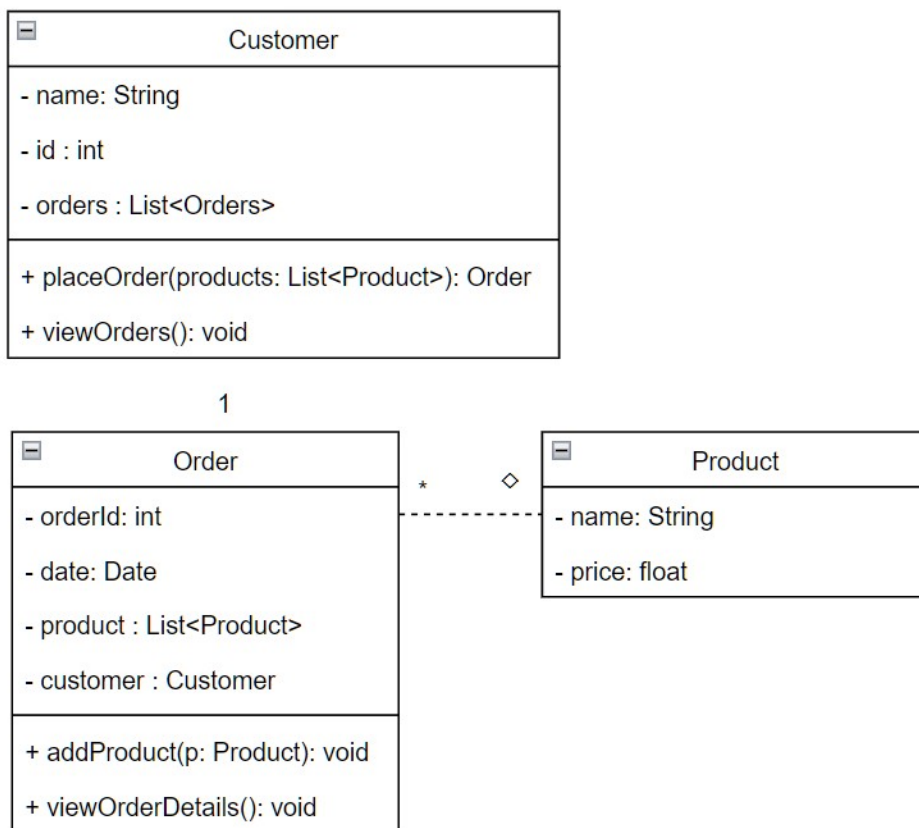 Customer
- name: String
- id : int
- orders : List<Orders>
+ placeOrder(products: List<Product>): Order
+ viewOrders(): void
1
Order
- orderId: int
- date: Date
- product : List<Product>
- customer : Customer
+ addProduct(p: Product): void
+ viewOrderDetails(): void
*
Product
- name: String
- price: float